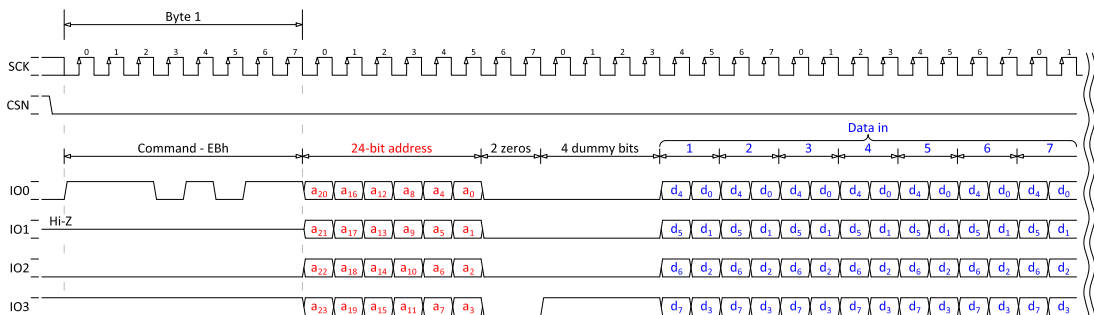 Byte 1
0 1 2 3 4 5 6 7 0 1 2 3 4 5 6 7 0 1 2 3 4 5 6 7 0 1 2 3 4 5 6 7 0 1
SCK
CSN
Data in
Command - EBh 24-bit address 2 zeros 4 dummy bits 1 2 3 4 5 6 7
IO0 a20 a16 a12 a8 a4 a0 d4 d0 d4 d0 d4 d0 d4 d0 d4 d0 d4 d0 d4 d0
Hi-Z
IO1 a21 a17 a13 a9 a5 a1 d5 d1 d5 d1 d5 d1 d5 d1 d5 d1 d5 d1 d5 d1
IO2 a22 a18 a14 a10 a6 a2 d6 d2 d6 d2 d6 d2 d6 d2 d6 d2 d6 d2 d6 d2
IO3 a23 a19 a15 a11 a7 a3 d7 d3 d7 d3 d7 d3 d7 d3 d7 d3 d7 d3 d7 d3